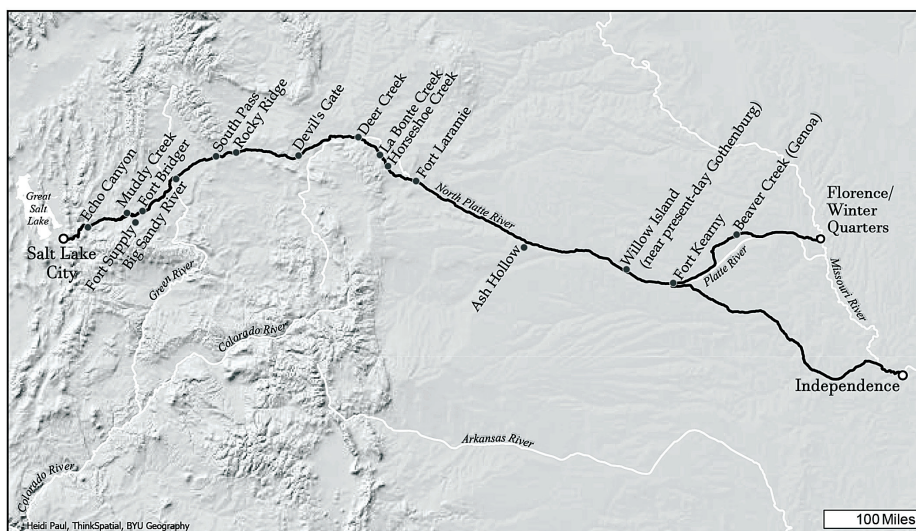 Great
Salt
Lake
Salt Lake
City
Echo Canyon
Muddy Creek
Fort Bridger
Fort Supply
Big Sandy River
South Pass
Rocky Ridge
Devil's Gate
Deer Creek
La Bonte Creek
Horseshoe Creek
Fort Laramie
North Platte River
Ash Hollow
Willow Island
(near present-day Gothenburg)
Fort Kearny
Beaver Creek (Genoa)
Platte River
Florence/
Winter
Quarters
Missouri River
Independence
Green River
Colorado River
Arkansas River
Colorado River
Heidi Paul, ThinkSpatial, BYU Geography
100 Miles